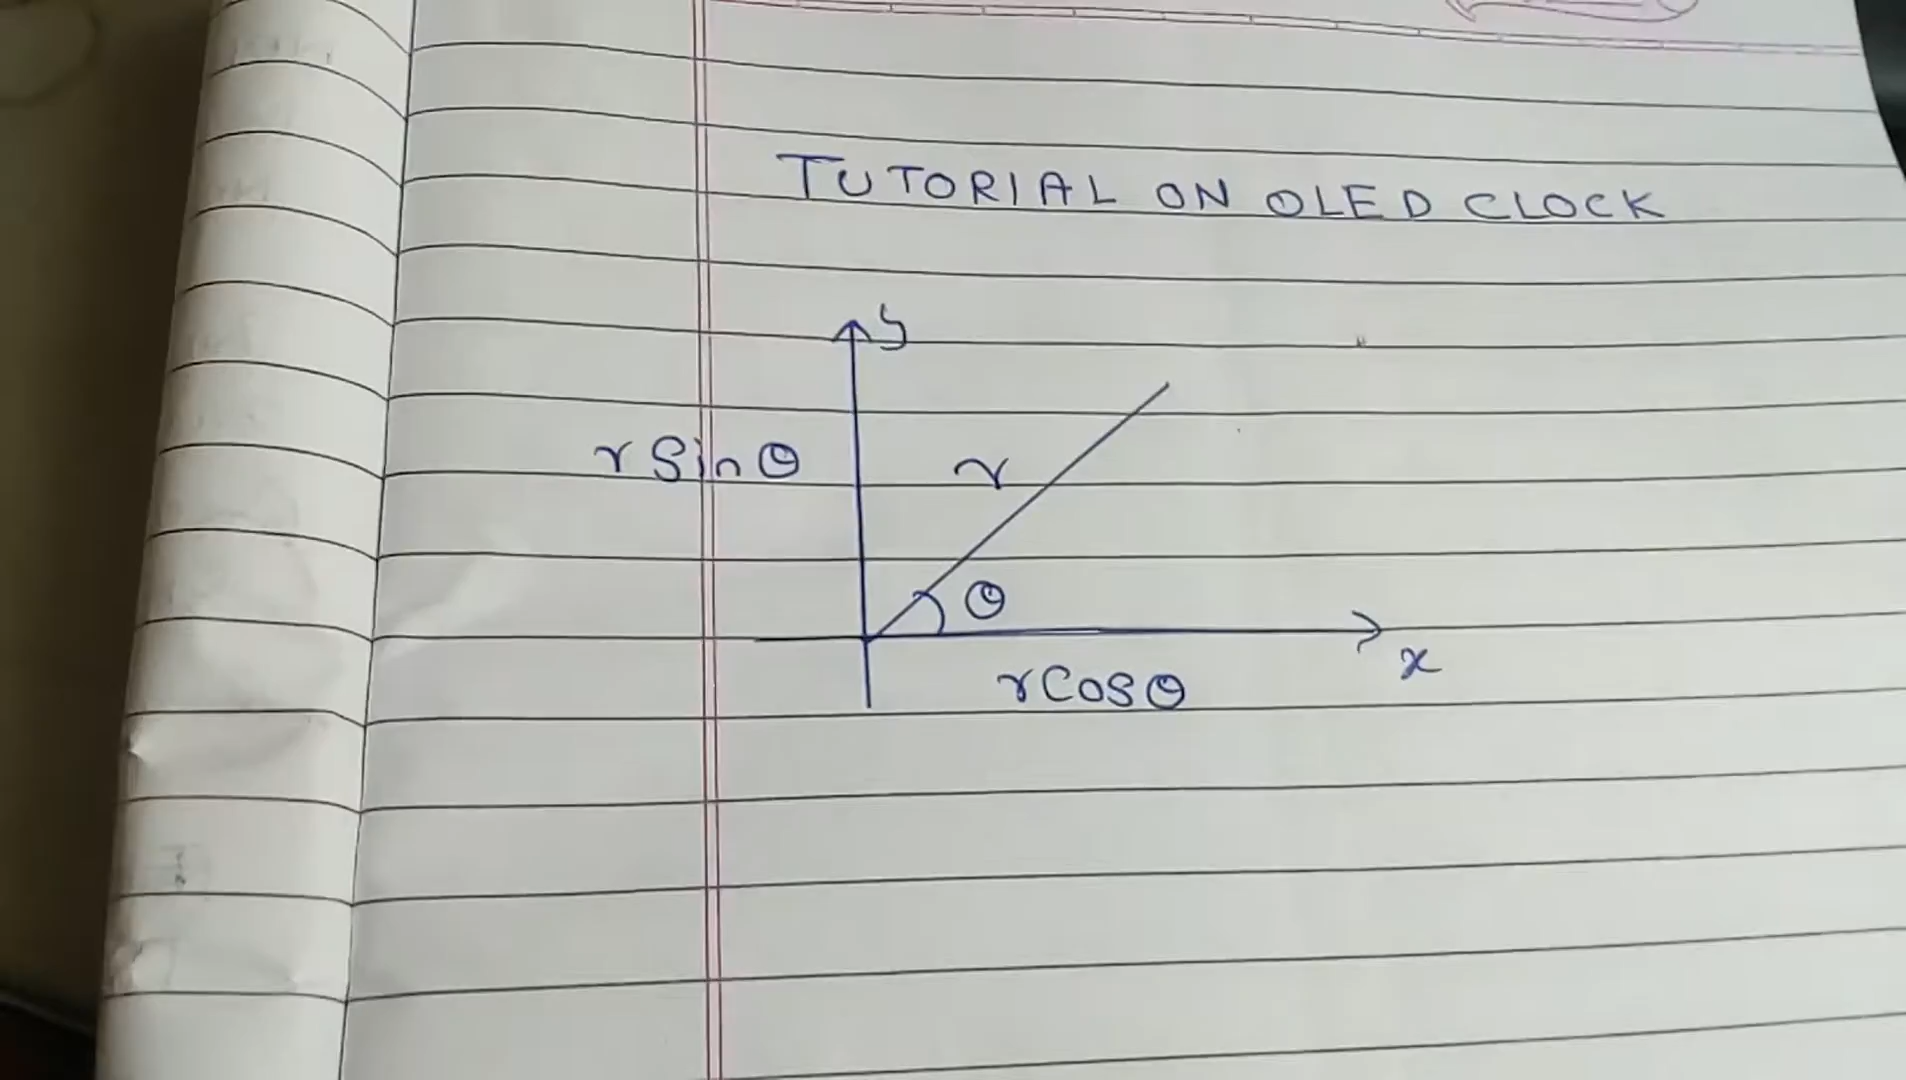 TUTORIAL ON OLED CLOCK
y
r sin θ
r
θ
x
r cos θ